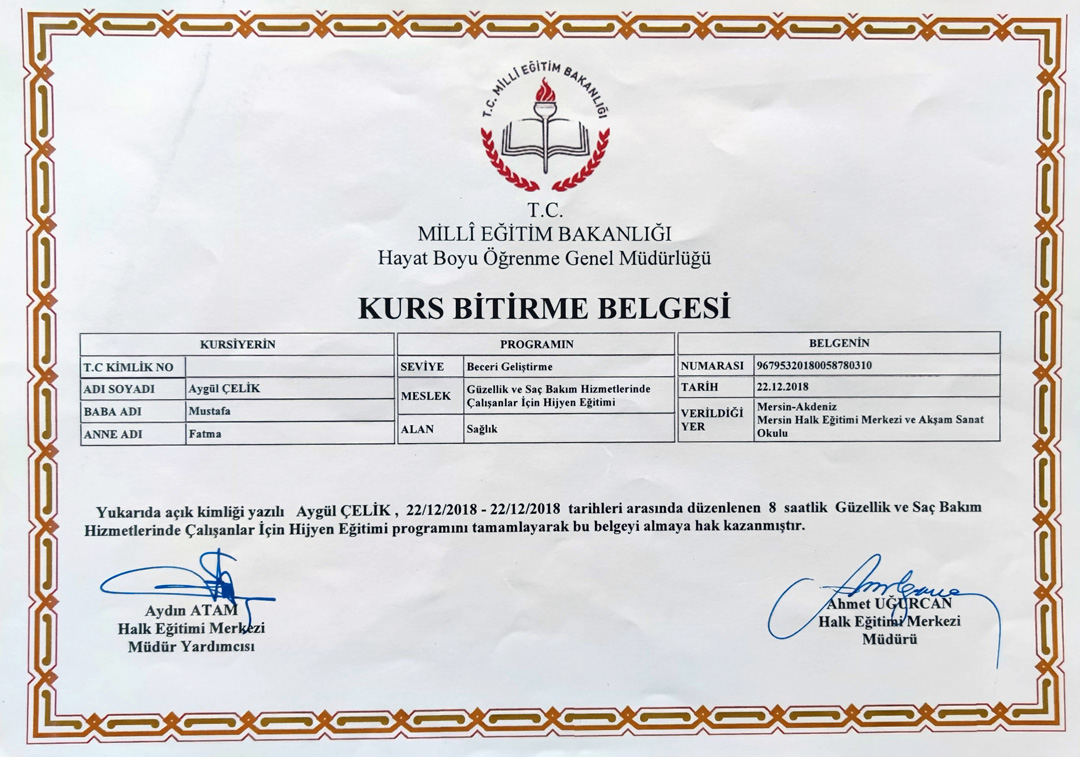 T.C. MİLLİ EĞİTİM BAKANLIĞI
T.C.
MİLLÎ EĞİTİM BAKANLIĞI
Hayat Boyu Öğrenme Genel Müdürlüğü
KURS BİTİRME BELGESİ
KURSİYERİN
T.C KİMLİK NO
ADI SOYADI Aygül ÇELİK
BABA ADI Mustafa
ANNE ADI Fatma
PROGRAMIN
SEVİYE Beceri Geliştirme
MESLEK Güzellik ve Saç Bakım Hizmetlerinde
Çalışanlar İçin Hijyen Eğitimi
ALAN Sağlık
BELGENİN
NUMARASI 96795320180058780310
TARİH 22.12.2018
VERİLDİĞİ YER Mersin-Akdeniz
Mersin Halk Eğitimi Merkezi ve Akşam Sanat
Okulu
Yukarıda açık kimliği yazılı Aygül ÇELİK , 22/12/2018 - 22/12/2018 tarihleri arasında düzenlenen 8 saatlik Güzellik ve Saç Bakım
Hizmetlerinde Çalışanlar İçin Hijyen Eğitimi programını tamamlayarak bu belgeyi almaya hak kazanmıştır.
Aydın ATAM
Halk Eğitimi Merkezi
Müdür Yardımcısı
Ahmet UĞURCAN
Halk Eğitimi Merkezi
Müdürü